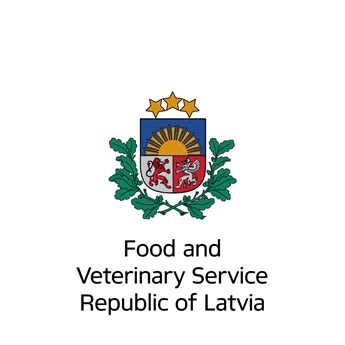 Food and
Veterinary Service
Republic of Latvia